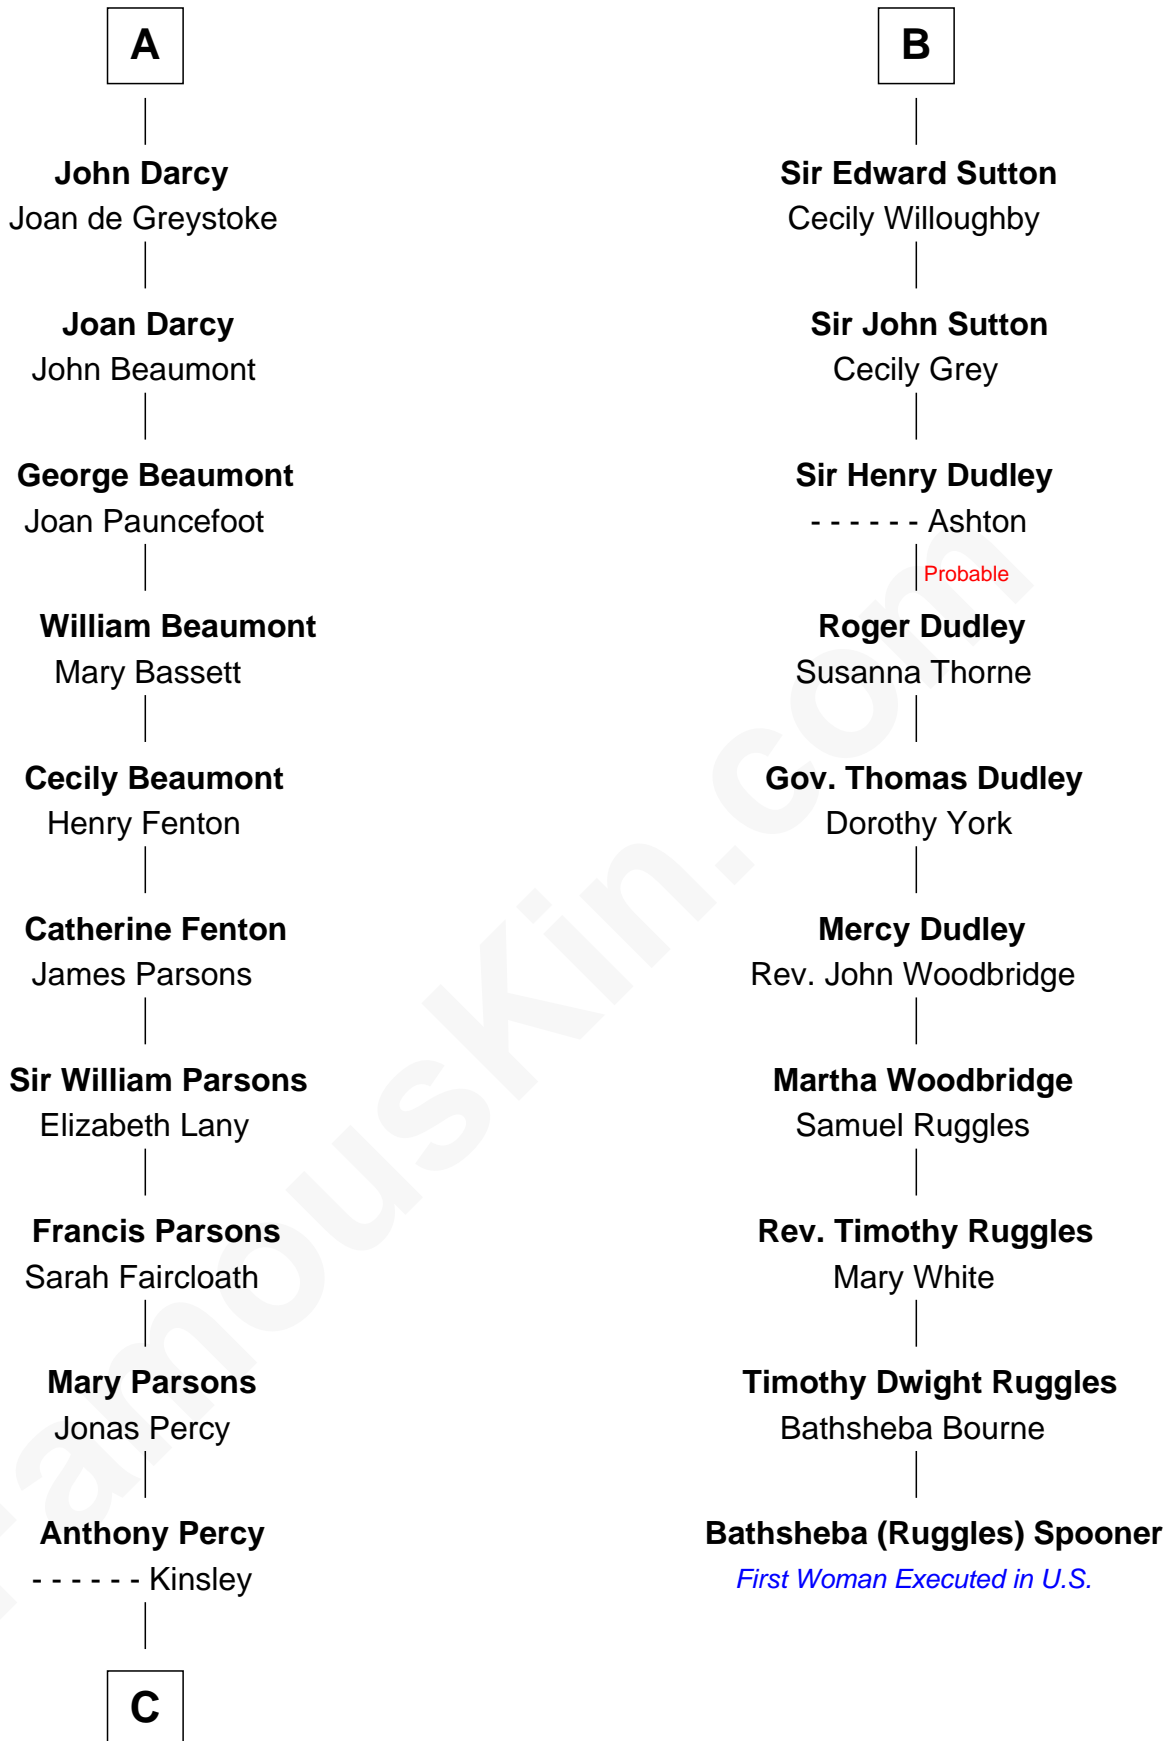 A
John Darcy
Joan de Greystoke
Joan Darcy
John Beaumont
George Beaumont
Joan Pauncefoot
William Beaumont
Mary Bassett
Cecily Beaumont
Henry Fenton
Catherine Fenton
James Parsons
Sir William Parsons
Elizabeth Lany
Francis Parsons
Sarah Faircloath
Mary Parsons
Jonas Percy
Anthony Percy
- - - - - - Kinsley
C
B
Sir Edward Sutton
Cecily Willoughby
Sir John Sutton
Cecily Grey
Sir Henry Dudley
- - - - - - Ashton
Probable
Roger Dudley
Susanna Thorne
Gov. Thomas Dudley
Dorothy York
Mercy Dudley
Rev. John Woodbridge
Martha Woodbridge
Samuel Ruggles
Rev. Timothy Ruggles
Mary White
Timothy Dwight Ruggles
Bathsheba Bourne
Bathsheba (Ruggles) Spooner
First Woman Executed in U.S.
FamousKin.com